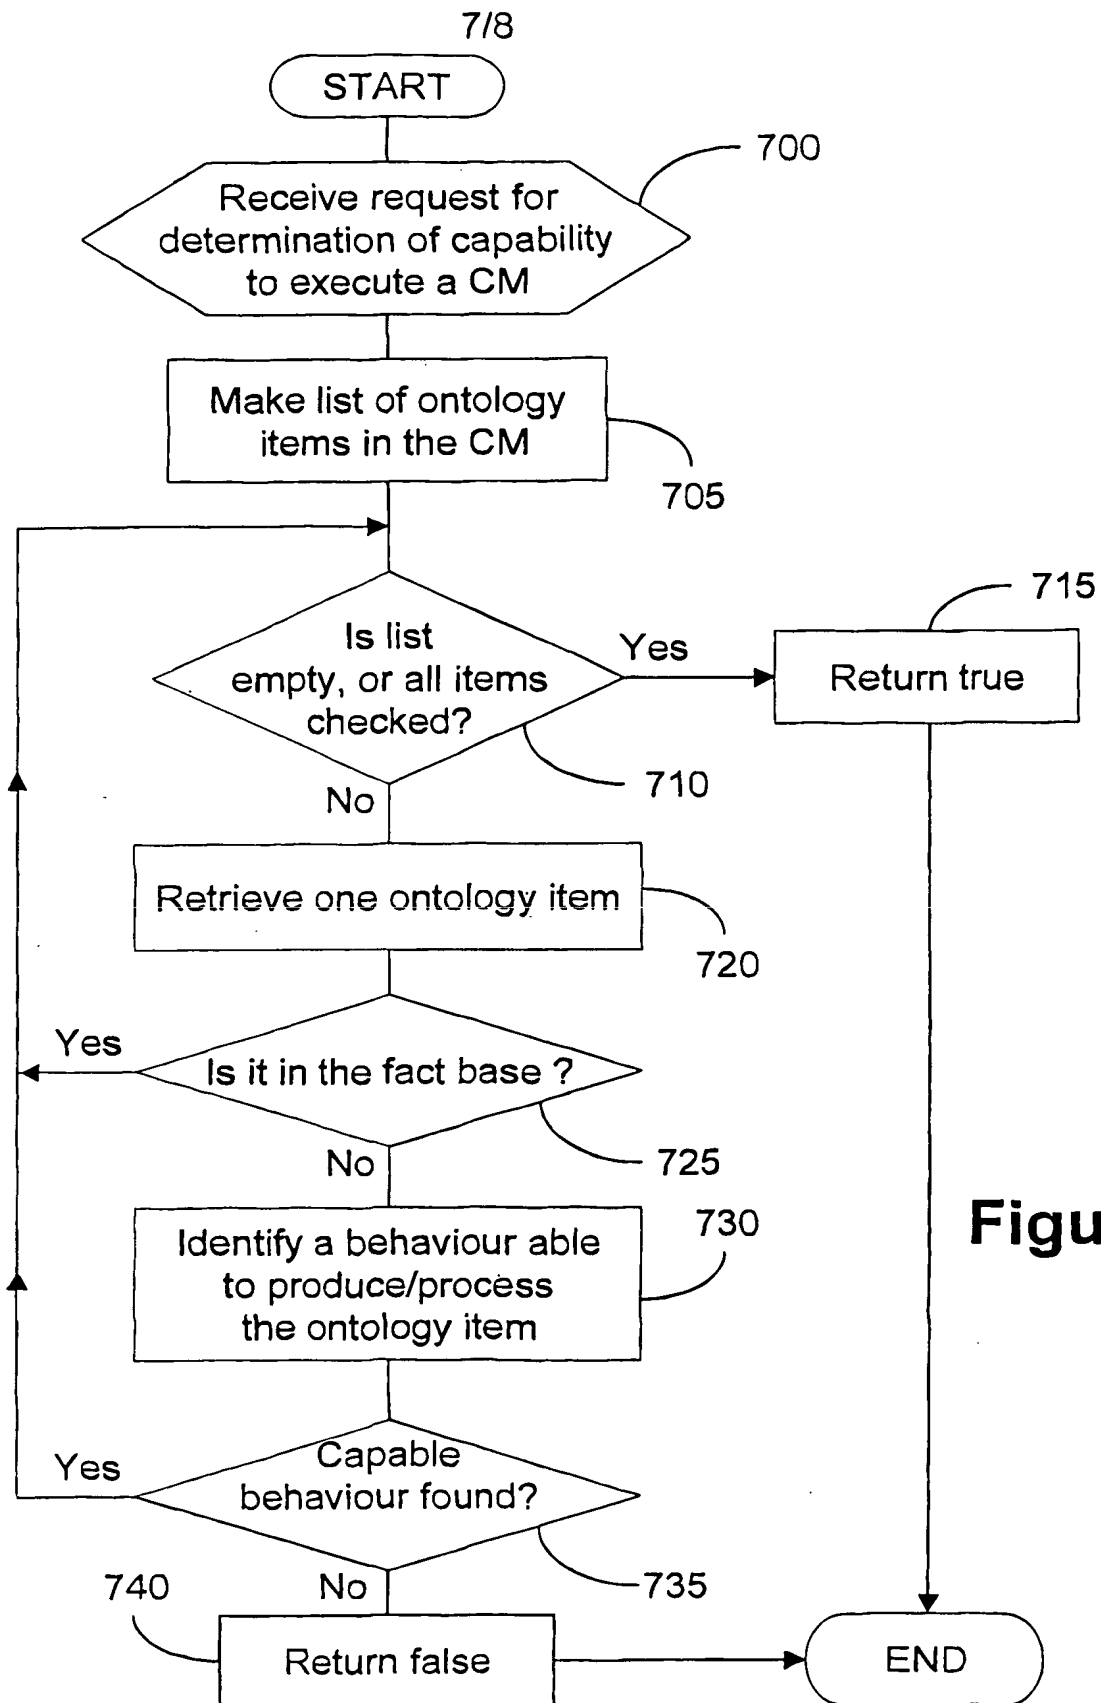 7/8
START
700
Receive request for
determination of capability
to execute a CM
Make list of ontology
items in the CM
705
Is list
empty, or all items
checked?
Yes
715
Return true
710
No
Retrieve one ontology item
720
Yes
Is it in the fact base ?
725
No
730
Identify a behaviour able
to produce/process
the ontology item
Figu
Yes
Capable
behaviour found?
735
No
740
Return false
END